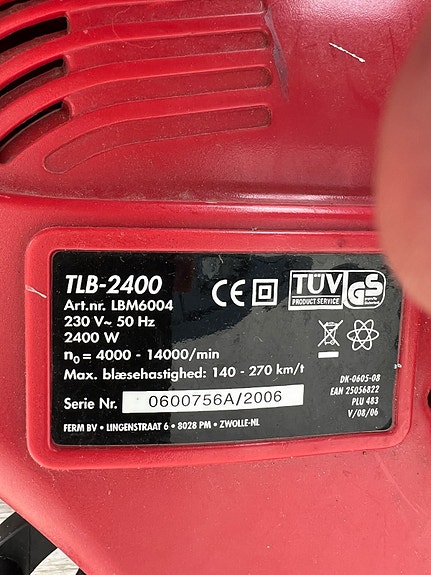 TLB-2400
Art.nr. LBM6004
230 V~ 50 Hz
2400 W
n₀ = 4000 - 14000/min
Max. blæsehastighed: 140 - 270 km/t
Serie Nr. 0600756A/2006
FERM BV • LINGENSTRAAT 6 • 8028 PM • ZWOLLE-NL
CE
TÜV
PRODUCT SERVICE
GS
DK-0605-08
EAN 25056822
PLU 483
V/08/06